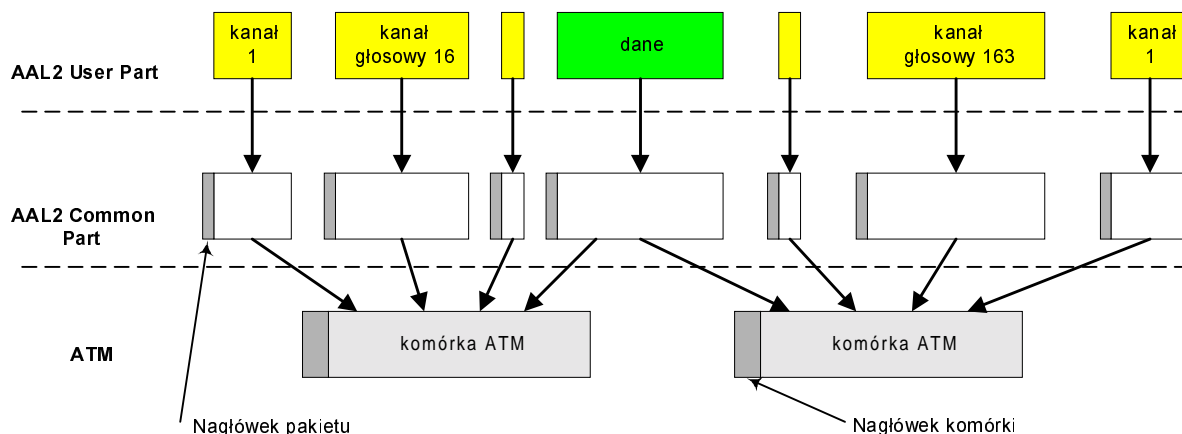 kanał
1
kanał
głosowy 16
dane
kanał
głosowy 163
kanał
1
AAL2 User Part
AAL2 Common
Part
komórka ATM
komórka ATM
ATM
Nagłówek pakietu
Nagłówek komórki